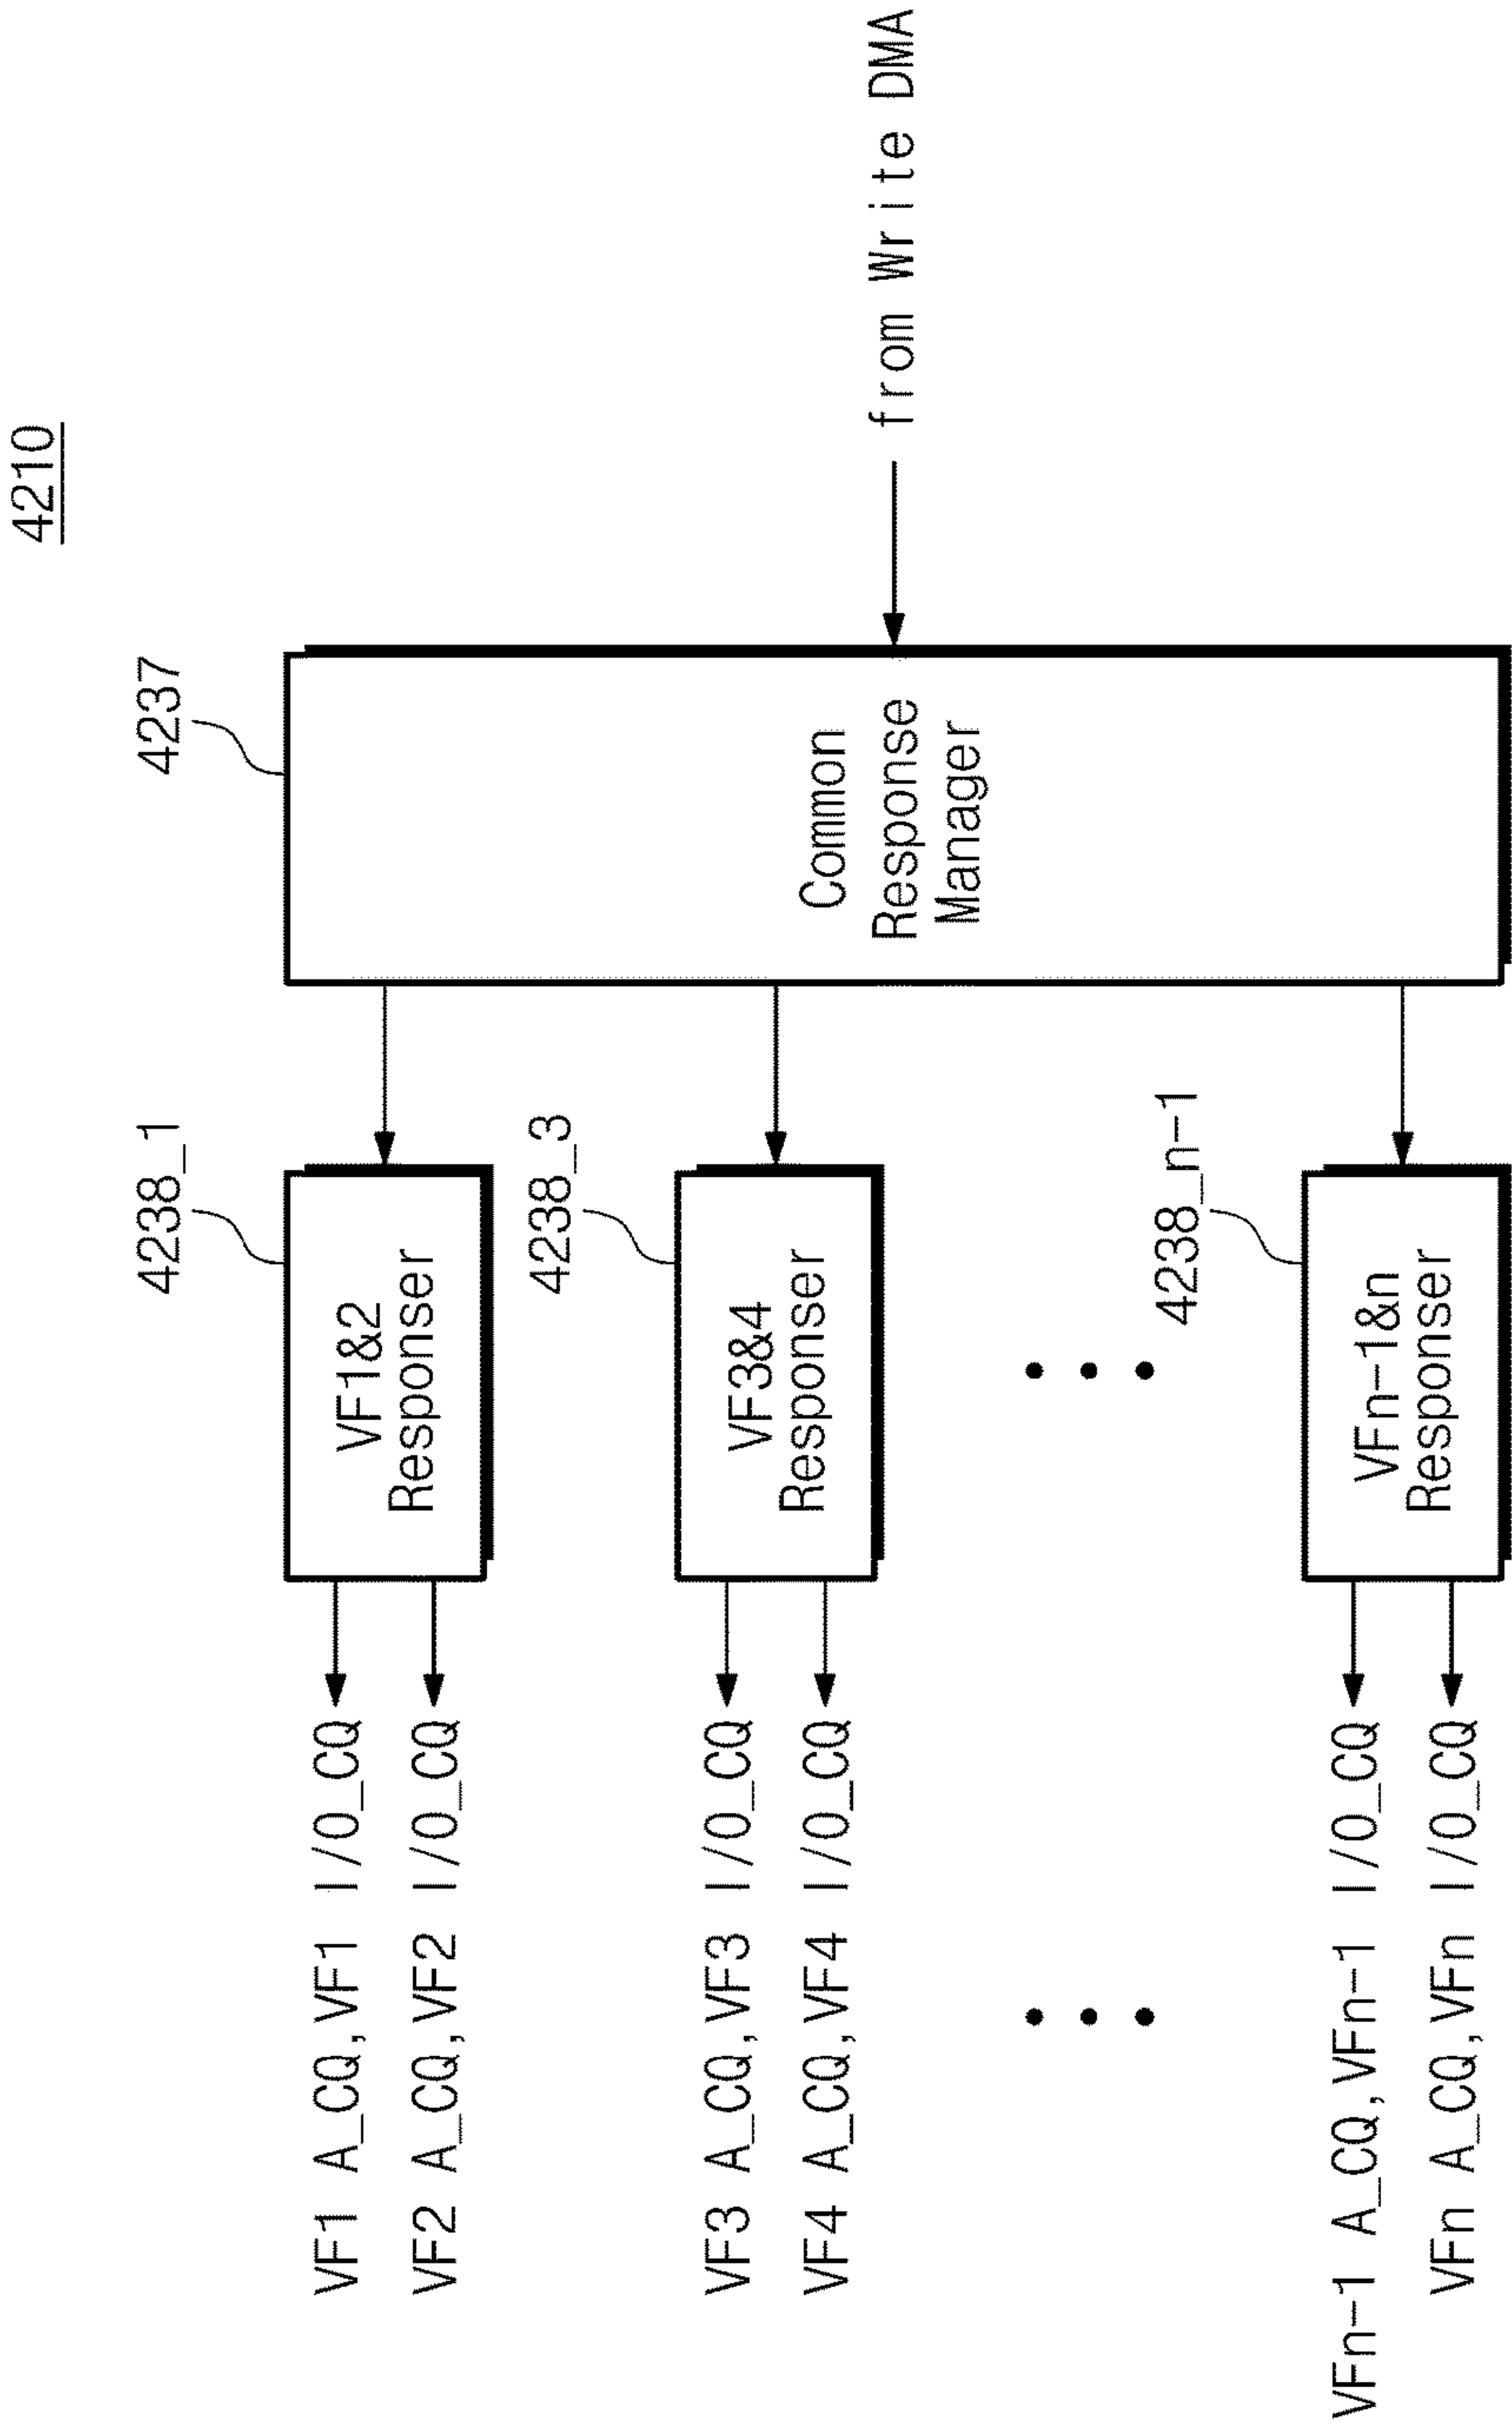 4210
4237
4238_1
VF1 A_CQ,VF1 I/O_CQ
VF2 A_CQ,VF2 I/O_CQ
VF1&2
Responser
4238_3
VF3 A_CQ,VF3 I/O_CQ
VF4 A_CQ,VF4 I/O_CQ
VF3&4
Responser
Common
Response
Manager
from Write DMA
4238_n-1
VFn-1 A_CQ,VFn-1 I/O_CQ
VFn A_CQ,VFn I/O_CQ
VFn-1&n
Responser